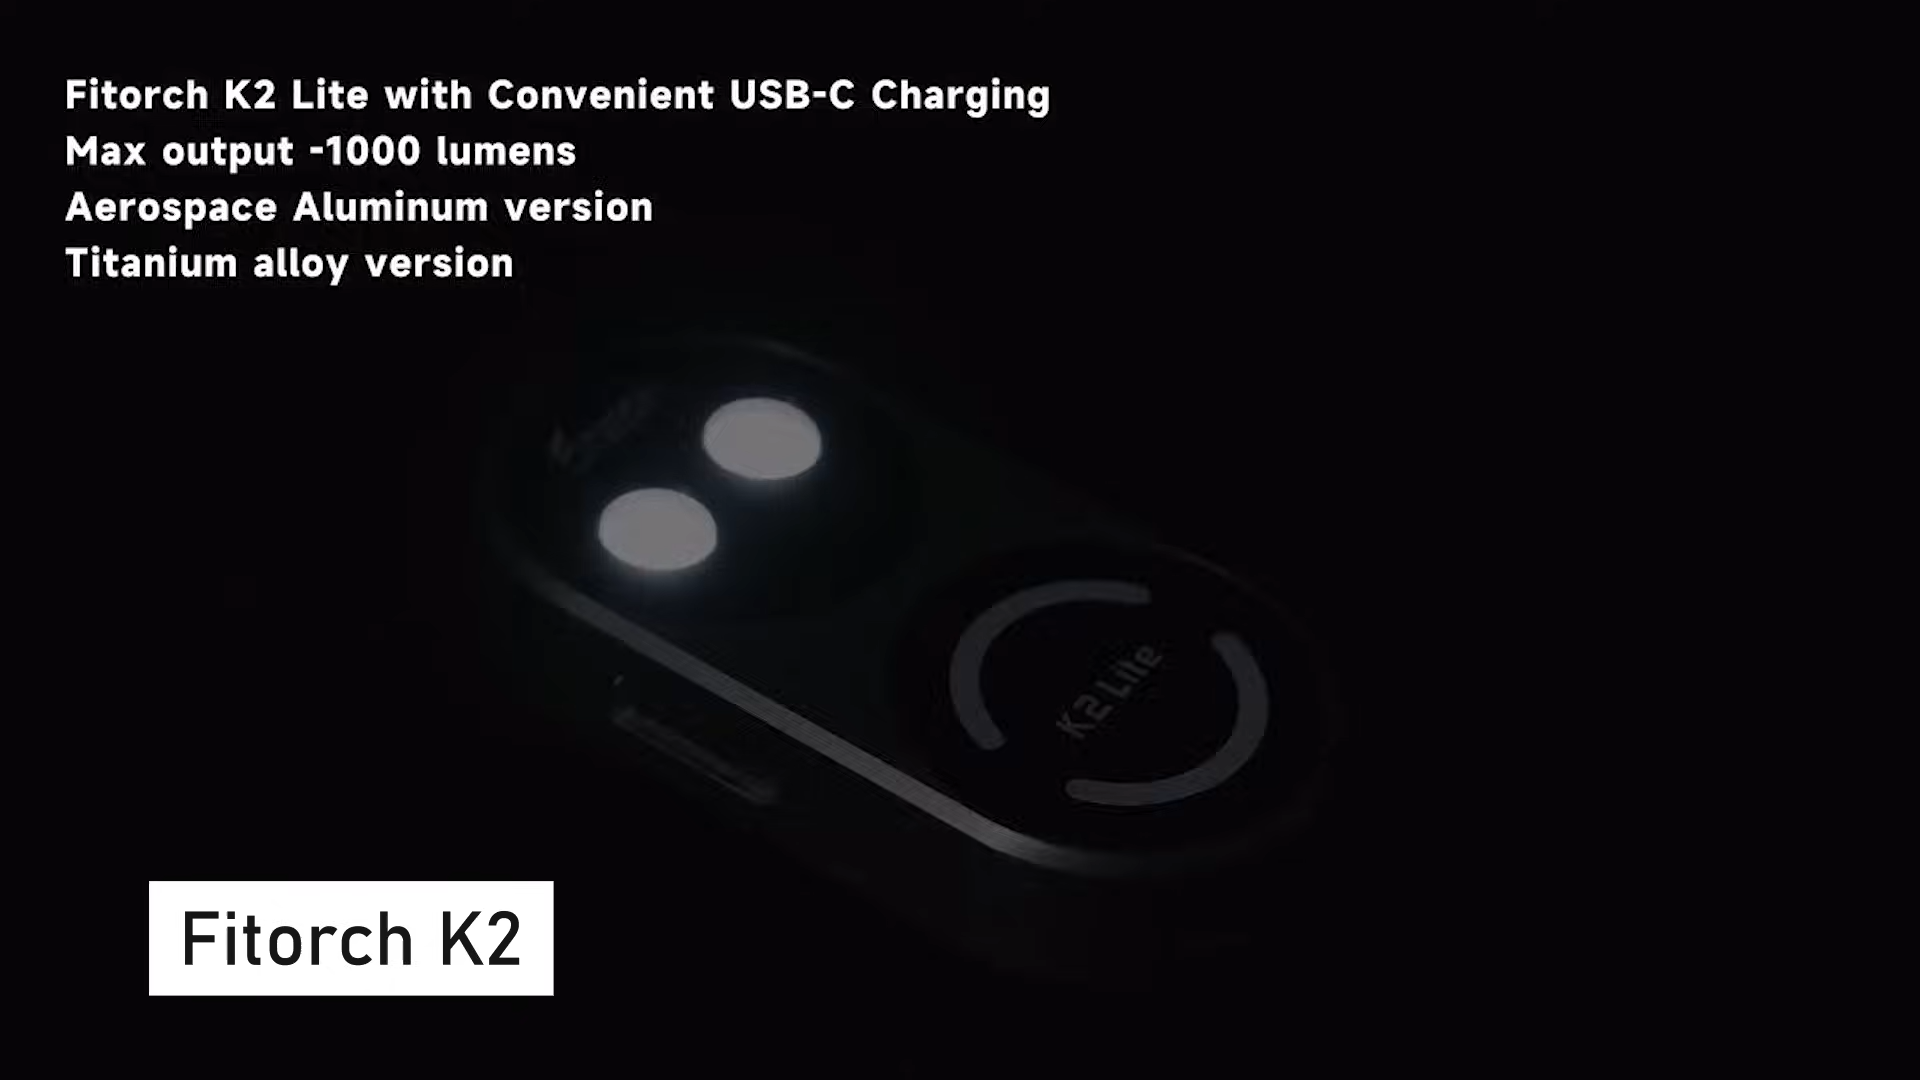 Fitorch K2 Lite with Convenient USB-C Charging
Max output -1000 lumens
Aerospace Aluminum version
Titanium alloy version
K2 Lite
Fitorch K2